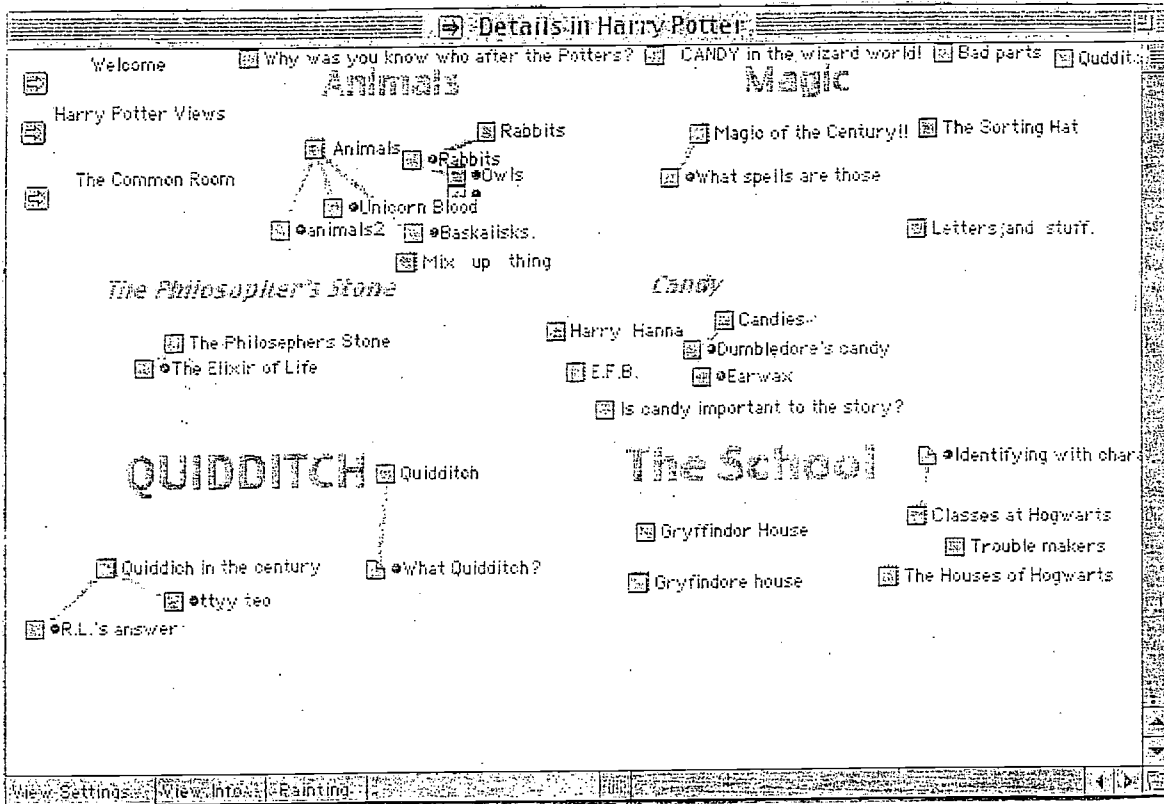 Details in Harry Potter
Welcome
Why was you know who after the Potters?
CANDY in the wizard world!
Bad parts
Qudditc
Animals
Magic
Harry Potter Views
Rabbits
Magic of the Century!!
The Sorting Hat
Animals
Rabbits
Owls
The Common Room
What spells are those
Unicorn Blood
animals2
Baskalisks.
Letters and stuff.
Mix up thing
The Philosopher's Stone
Candy
Candies
Harry Hanna
The Philosephers Stone
Dumbledore's candy
The Elixir of Life
E.F.B.
Earwax
Is candy important to the story?
QUIDDITCH
Quidditch
The School
Identifying with char
Classes at Hogwarts
Gryffindor House
Trouble makers
Quiddich in the century
What Quidditch?
Gryfindore house
The Houses of Hogwarts
ttyy teo
R.L.'s answer
View Settings
View Info
Painting